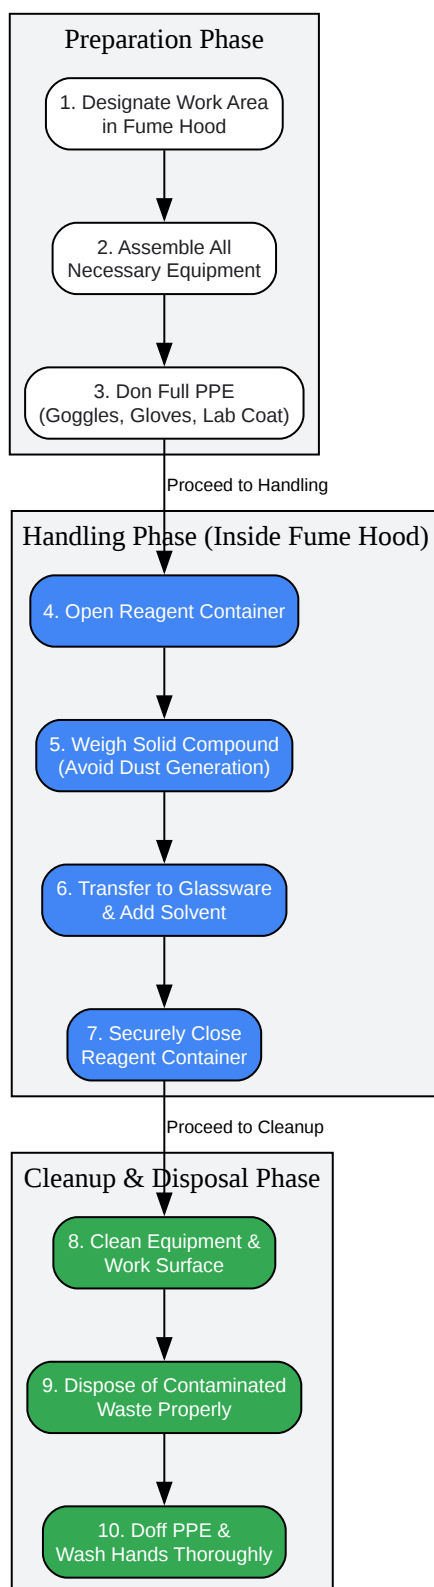 Preparation Phase
1. Designate Work Area
in Fume Hood
2. Assemble All
Necessary Equipment
3. Don Full PPE
(Goggles, Gloves, Lab Coat)
Proceed to Handling
Handling Phase (Inside Fume Hood)
4. Open Reagent Container
5. Weigh Solid Compound
(Avoid Dust Generation)
6. Transfer to Glassware
& Add Solvent
7. Securely Close
Reagent Container
Proceed to Cleanup
Cleanup & Disposal Phase
8. Clean Equipment &
Work Surface
9. Dispose of Contaminated
Waste Properly
10. Doff PPE &
Wash Hands Thoroughly